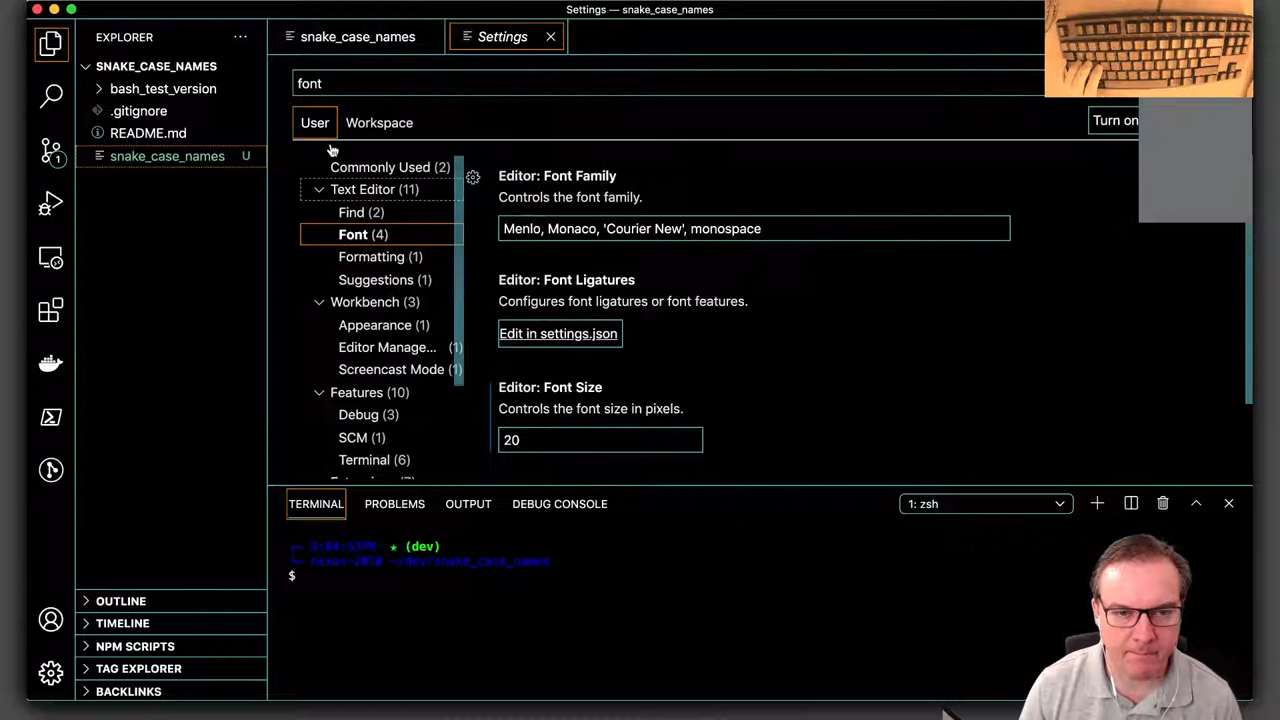 Settings — snake_case_names
EXPLORER
SNAKE_CASE_NAMES
bash_test_version
.gitignore
README.md
snake_case_names U
OUTLINE
TIMELINE
NPM SCRIPTS
TAG EXPLORER
BACKLINKS
1
snake_case_names
Settings
font
User
Workspace
Turn on
Commonly Used (2)
Text Editor (11)
Find (2)
Font (4)
Formatting (1)
Suggestions (1)
Workbench (3)
Appearance (1)
Editor Manage... (1)
Screencast Mode (1)
Features (10)
Debug (3)
SCM (1)
Terminal (6)
Editor: Font Family
Controls the font family.
Menlo, Monaco, 'Courier New', monospace
Editor: Font Ligatures
Configures font ligatures or font features.
Edit in settings.json
Editor: Font Size
Controls the font size in pixels.
20
TERMINAL
PROBLEMS
OUTPUT
DEBUG CONSOLE
1: zsh
★ (dev)
nexus-2018 ~/dev/snake_case_names
$